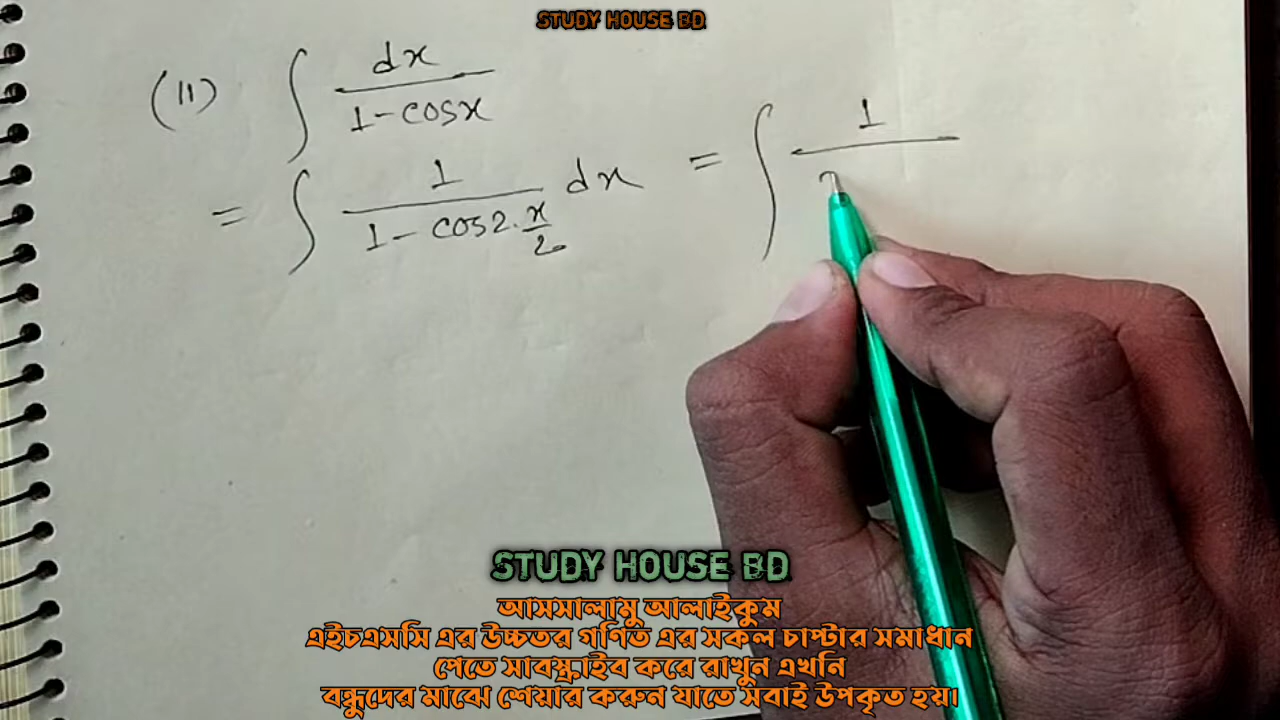 STUDY HOUSE BD
(11) ∫ dx / (1-cosx)
= ∫ 1 / (1 - cos2.x/2) dx = ∫ 1 /
STUDY HOUSE BD
আসসালামু আলাইকুম
এইচএসসি এর উচ্চতর গণিত এর সকল চাপ্টার সমাধান
পেতে সাবস্ক্রাইব করে রাখুন এখনি
বন্ধুদের মাঝে শেয়ার করুন যাতে সবাই উপকৃত হয়।